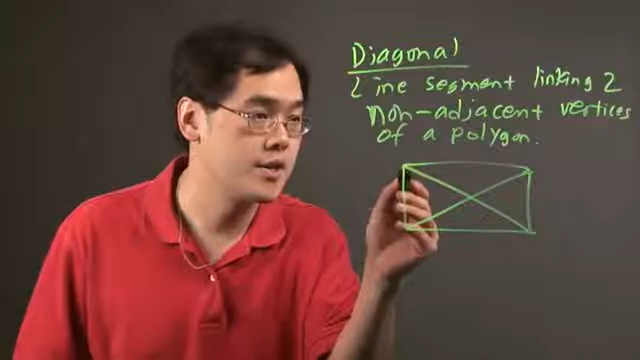 Diagonal
Line segment linking 2
non-adjacent vertices
of a polygon.